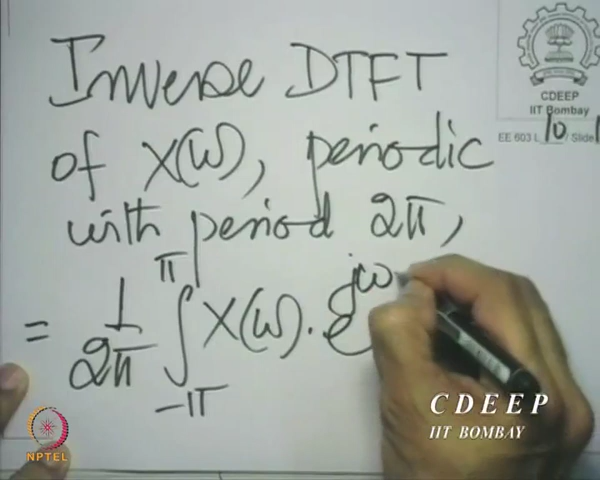 Inverse DTFT
of X(ω), periodic
with period 2π,
= 1/2π ∫_{-π}^{π} X(ω). e^{jω
CDEEP
IIT Bombay
EE 603 L 10 / Slide 1
CDEEP
IIT BOMBAY
NPTEL